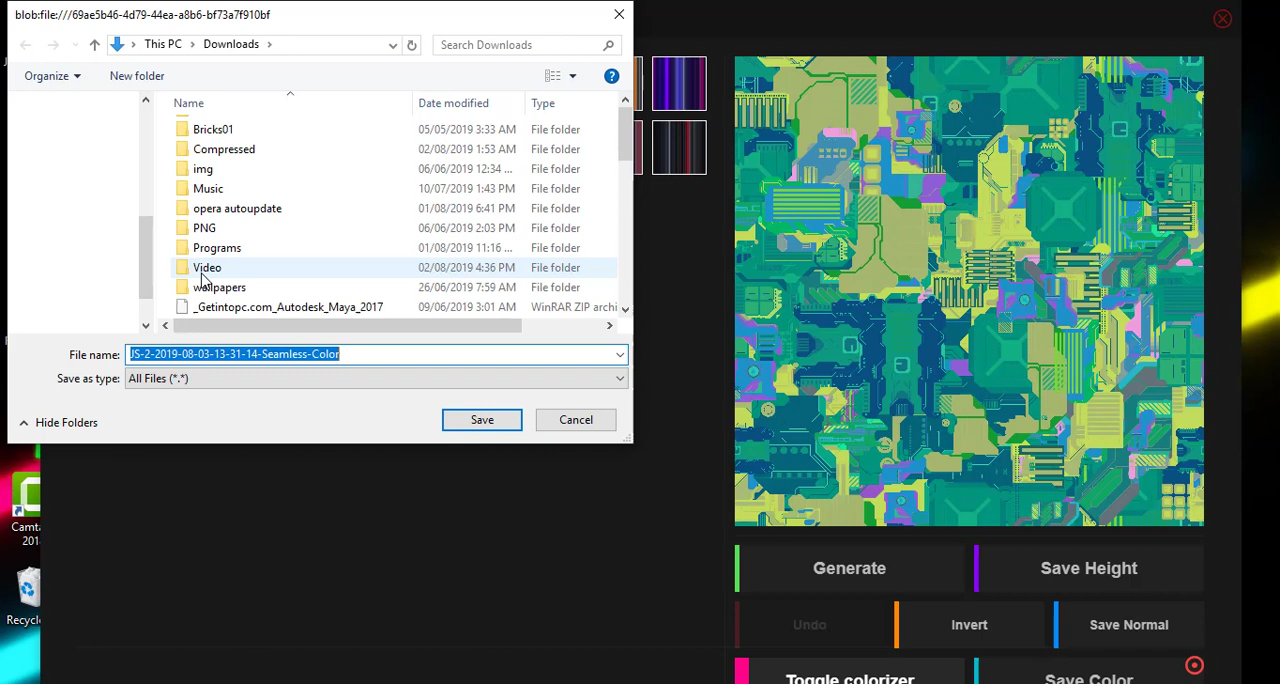 blob:file:///69ae5b46-4d79-44ea-a8b6-bf73a7f910bf
This PC > Downloads >
Search Downloads
Organize
New folder
Name Date modified Type
Bricks01 05/05/2019 3:33 AM File folder
Compressed 02/08/2019 1:53 AM File folder
img 06/06/2019 12:34 ... File folder
Music 10/07/2019 1:43 PM File folder
opera autoupdate 01/08/2019 6:41 PM File folder
PNG 06/06/2019 2:03 PM File folder
Programs 01/08/2019 11:16 ... File folder
Video 02/08/2019 4:36 PM File folder
wallpapers 26/06/2019 7:59 AM File folder
_Getintopc.com_Autodesk_Maya_2017 09/06/2019 3:01 AM WinRAR ZIP archi
File name: JS-2-2019-08-03-13-31-14-Seamless-Color
Save as type: All Files (*.*)
Hide Folders
Save
Cancel
Camta
201
Recycl
Generate
Save Height
Undo
Invert
Save Normal
Toggle colorizer
Save Color